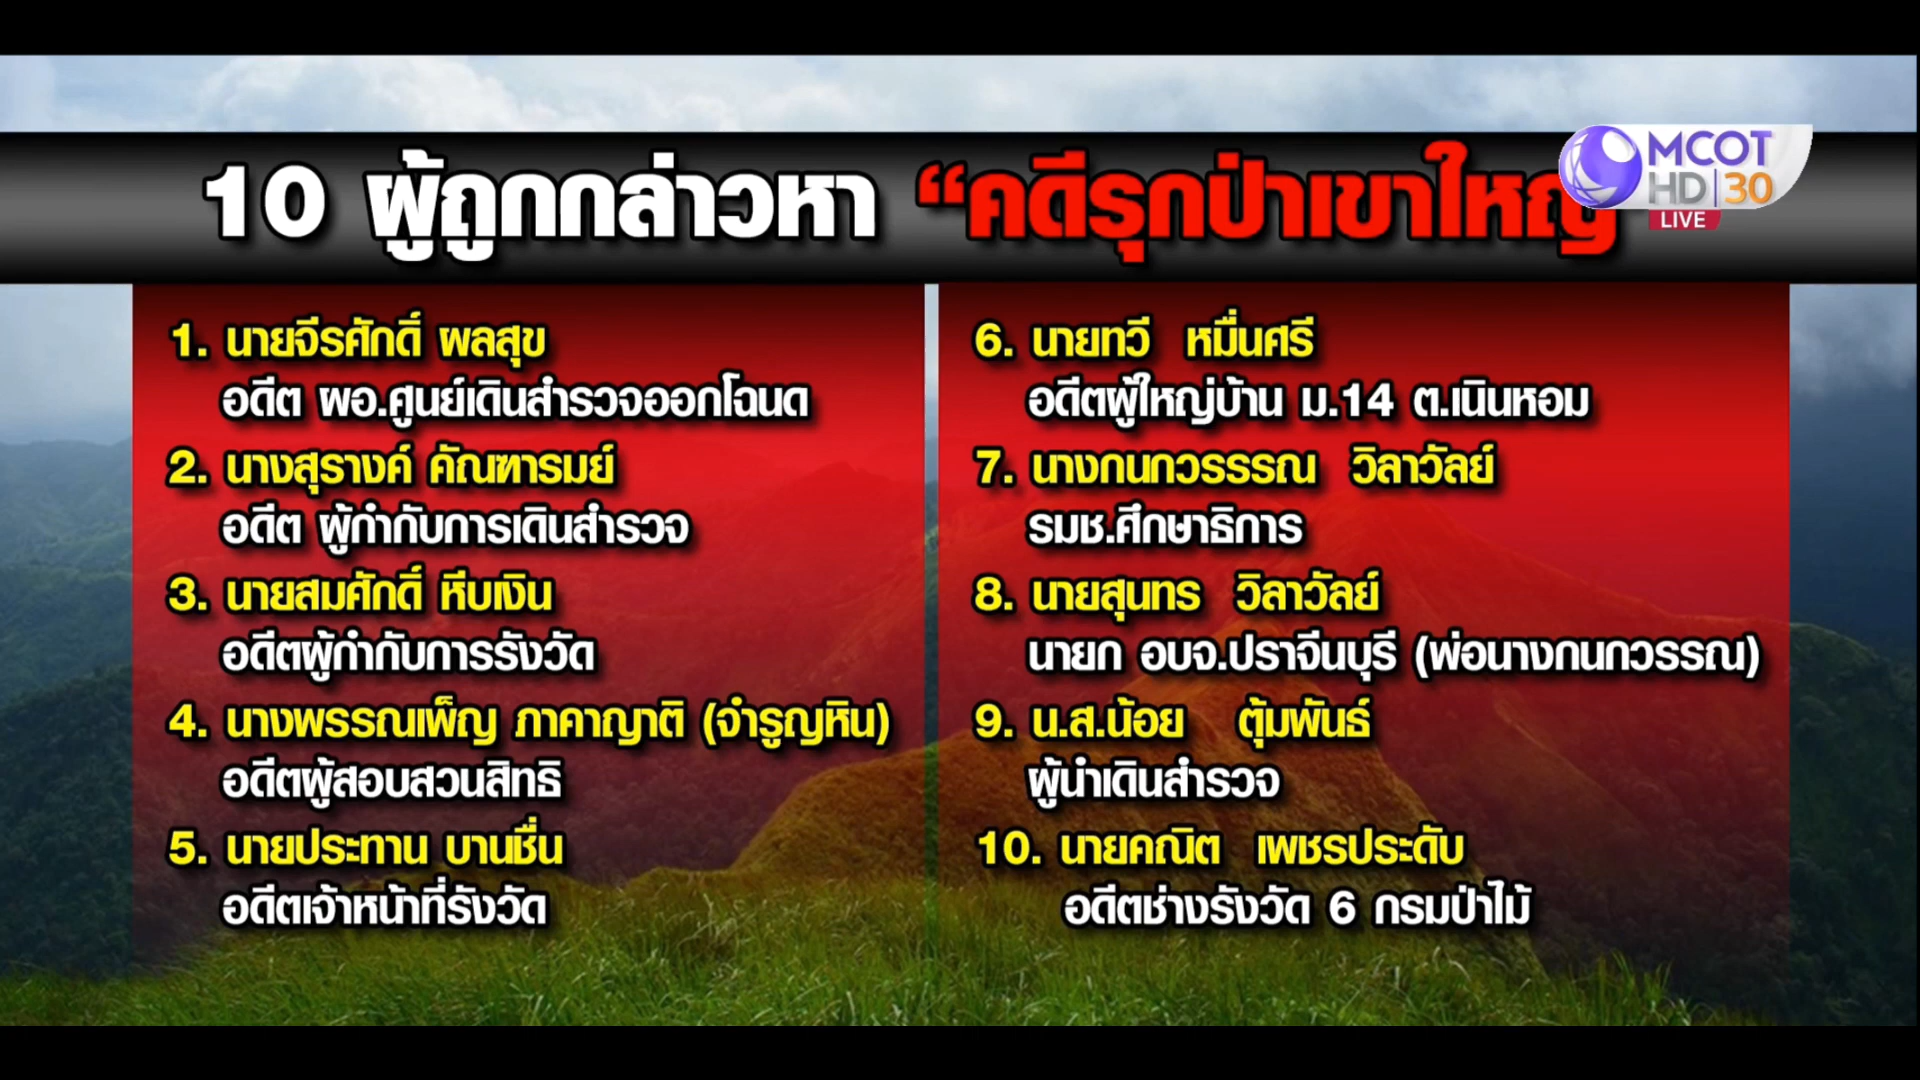 10 ผู้ถูกกล่าวหา “คดีรุกป่าเขาใหญ่
MCOT
HD 30
LIVE
1. นายจีรศักดิ์ ผลสุข
อดีต ผอ.ศูนย์เดินสำรวจออกโฉนด
2. นางสุรางค์ คัณฑารมย์
อดีต ผู้กำกับการเดินสำรวจ
3. นายสมศักดิ์ หีบเงิน
อดีตผู้กำกับการรังวัด
4. นางพรรณเพ็ญ ภาคาญาติ (จำรูญหิน)
อดีตผู้สอบสวนสิทธิ
5. นายประทาน บานชื่น
อดีตเจ้าหน้าที่รังวัด
6. นายทวี หมื่นศรี
อดีตผู้ใหญ่บ้าน ม.14 ต.เนินหอม
7. นางกนกวรรรณ วิลาวัลย์
รมช.ศึกษาธิการ
8. นายสุนทร วิลาวัลย์
นายก อบจ.ปราจีนบุรี (พ่อนางกนกวรรณ)
9. น.ส.น้อย ตุ้มพันธ์
ผู้นำเดินสำรวจ
10. นายคณิต เพชรประดับ
อดีตช่างรังวัด 6 กรมป่าไม้